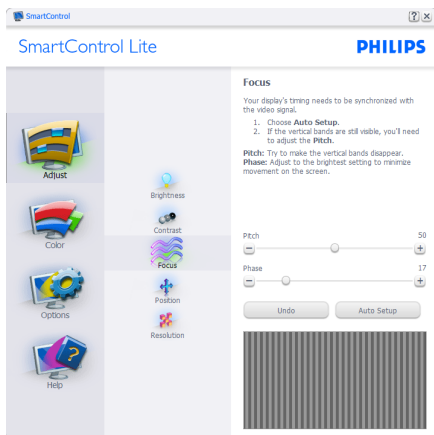 SmartControl
SmartControl Lite
PHILIPS
Adjust
Color
Options
Help
Brightness
Contrast
Focus
Position
Resolution
Focus
Your display's timing needs to be synchronized with
the video signal.
1. Choose Auto Setup.
2. If the vertical bands are still visible, you'll need
to adjust the Pitch.
Pitch: Try to make the vertical bands disappear.
Phase: Adjust to the brightest setting to minimize
movement on the screen.
Pitch 50
Phase 17
Undo Auto Setup